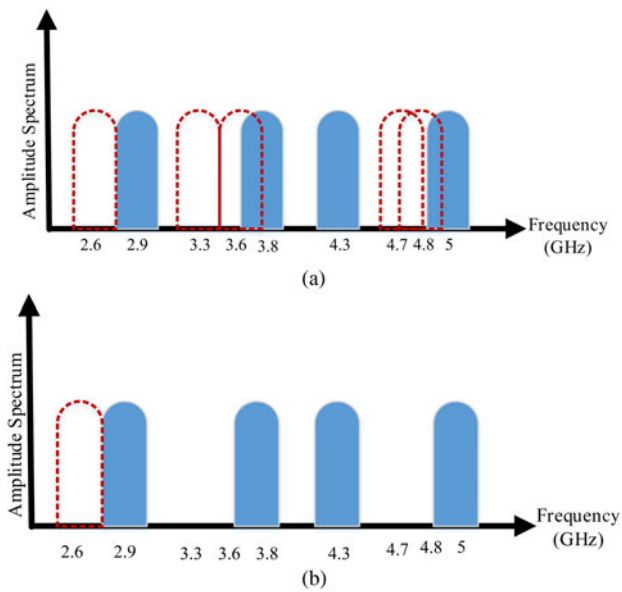 Amplitude Spectrum
Frequency
(GHz)
2.6 2.9 3.3 3.6 3.8 4.3 4.7 4.8 5
(a)
Amplitude Spectrum
Frequency
(GHz)
2.6 2.9 3.3 3.6 3.8 4.3 4.7 4.8 5
(b)